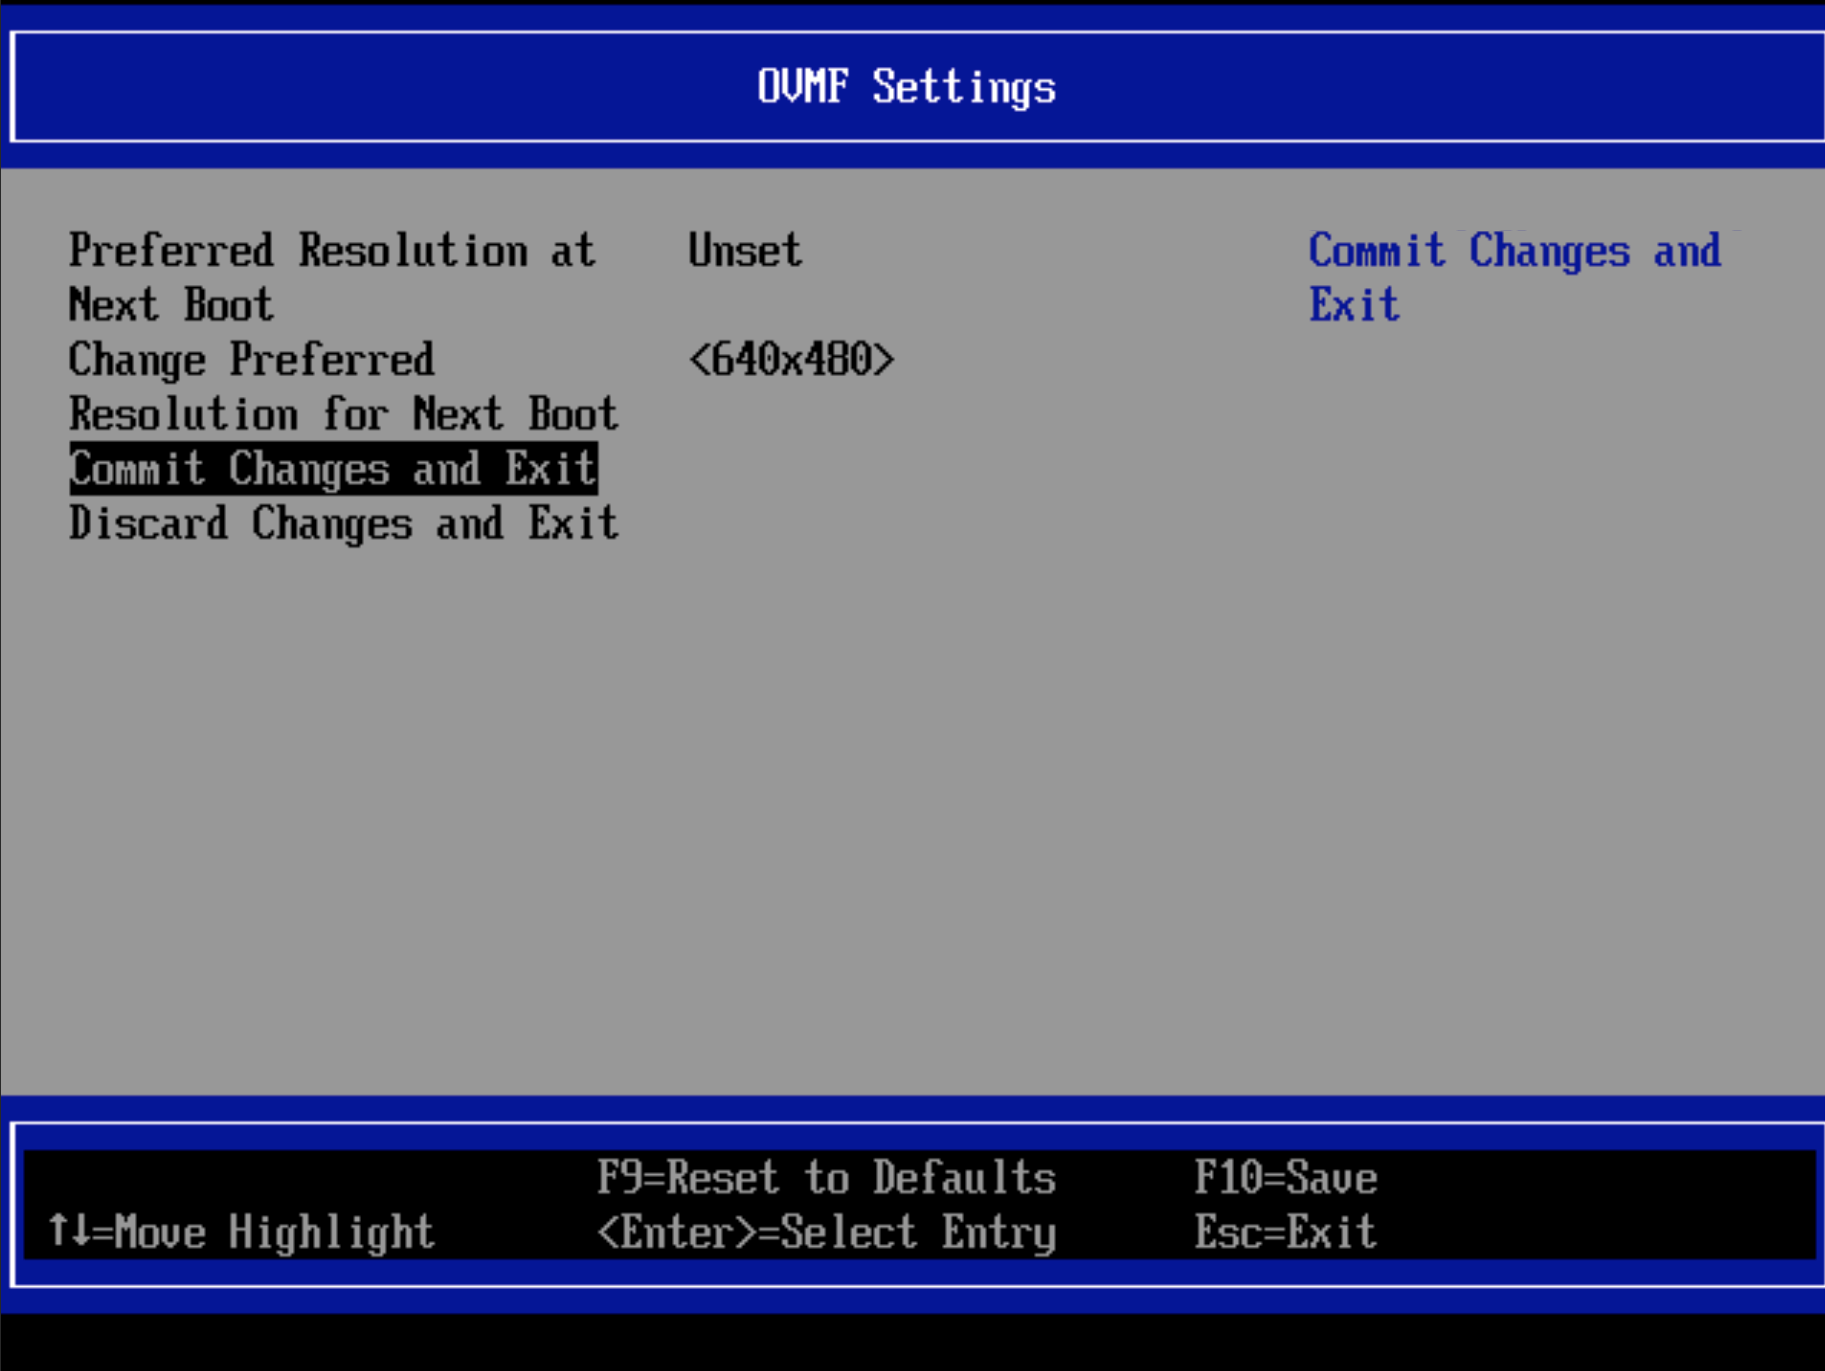 OVMF Settings
Preferred Resolution at    Unset    Commit Changes and
Next Boot    Exit
Change Preferred    <640x480>
Resolution for Next Boot
Commit Changes and Exit
Discard Changes and Exit
F9=Reset to Defaults    F10=Save
↑↓=Move Highlight    <Enter>=Select Entry    Esc=Exit